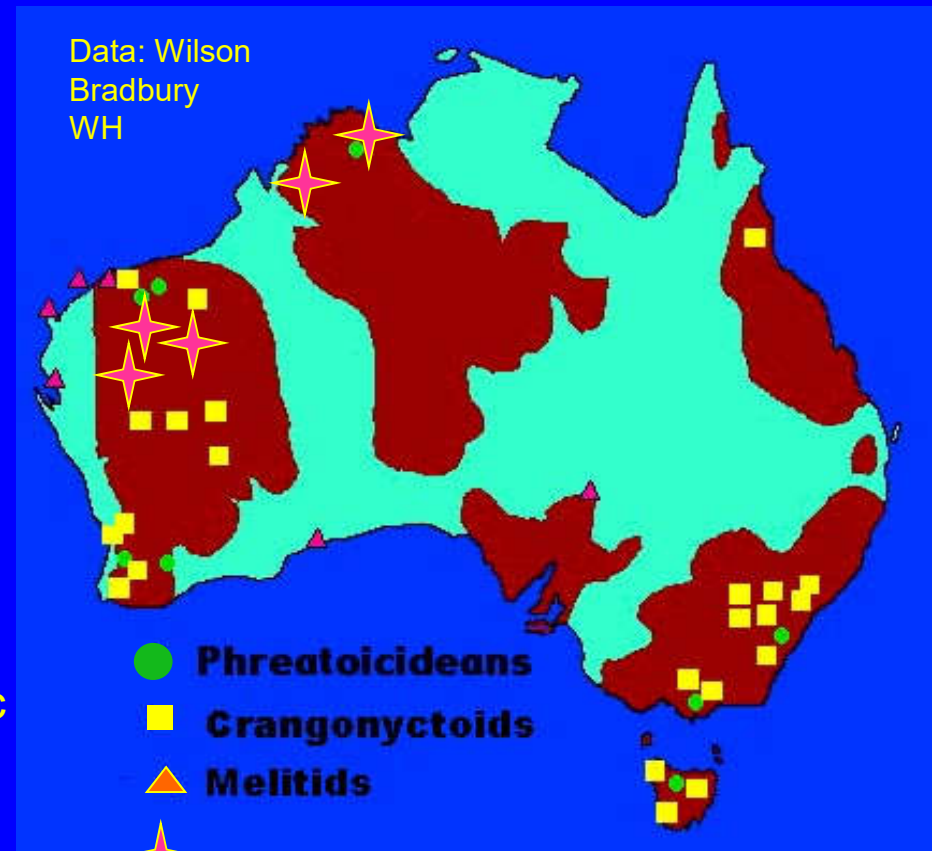 Data: Wilson
Bradbury
WH
Phreatoicideans
c
Crangonyctoids
Melitids